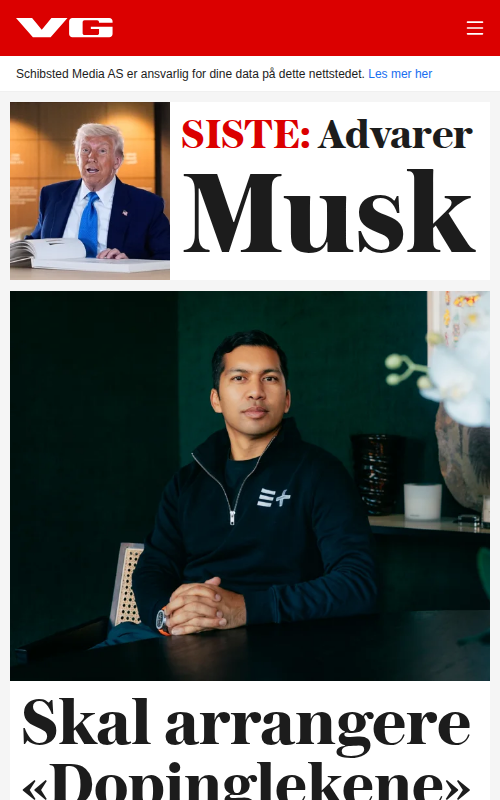 VG
Schibsted Media AS er ansvarlig for dine data på dette nettstedet. Les mer her
SISTE: Advarer
Musk
Skal arrangere
«Dopinglekene»